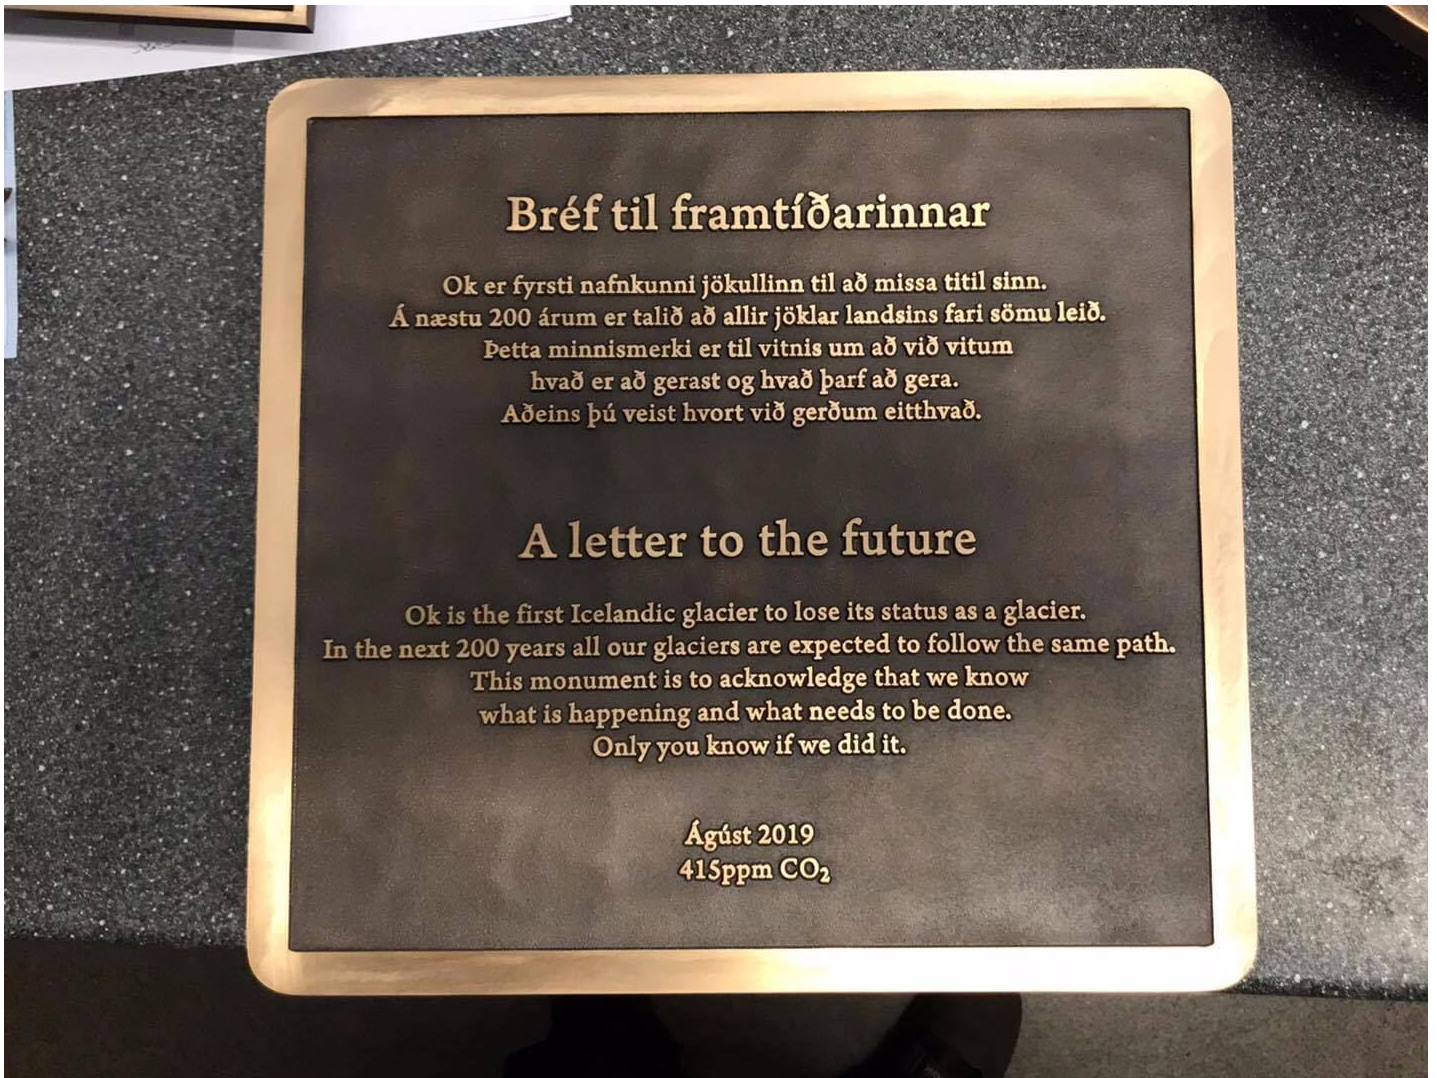 Bréf til framtíðarinnar
Ok er fyrsti nafnkunni jökullinn til að missa titil sinn.
Á næstu 200 árum er talið að allir jöklar landsins fari sömu leið.
Þetta minnismerki er til vitnis um að við vitum
hvað er að gerast og hvað þarf að gera.
Aðeins þú veist hvort við gerðum eitthvað.
A letter to the future
Ok is the first Icelandic glacier to lose its status as a glacier.
In the next 200 years all our glaciers are expected to follow the same path.
This monument is to acknowledge that we know
what is happening and what needs to be done.
Only you know if we did it.
Ágúst 2019
415ppm CO₂